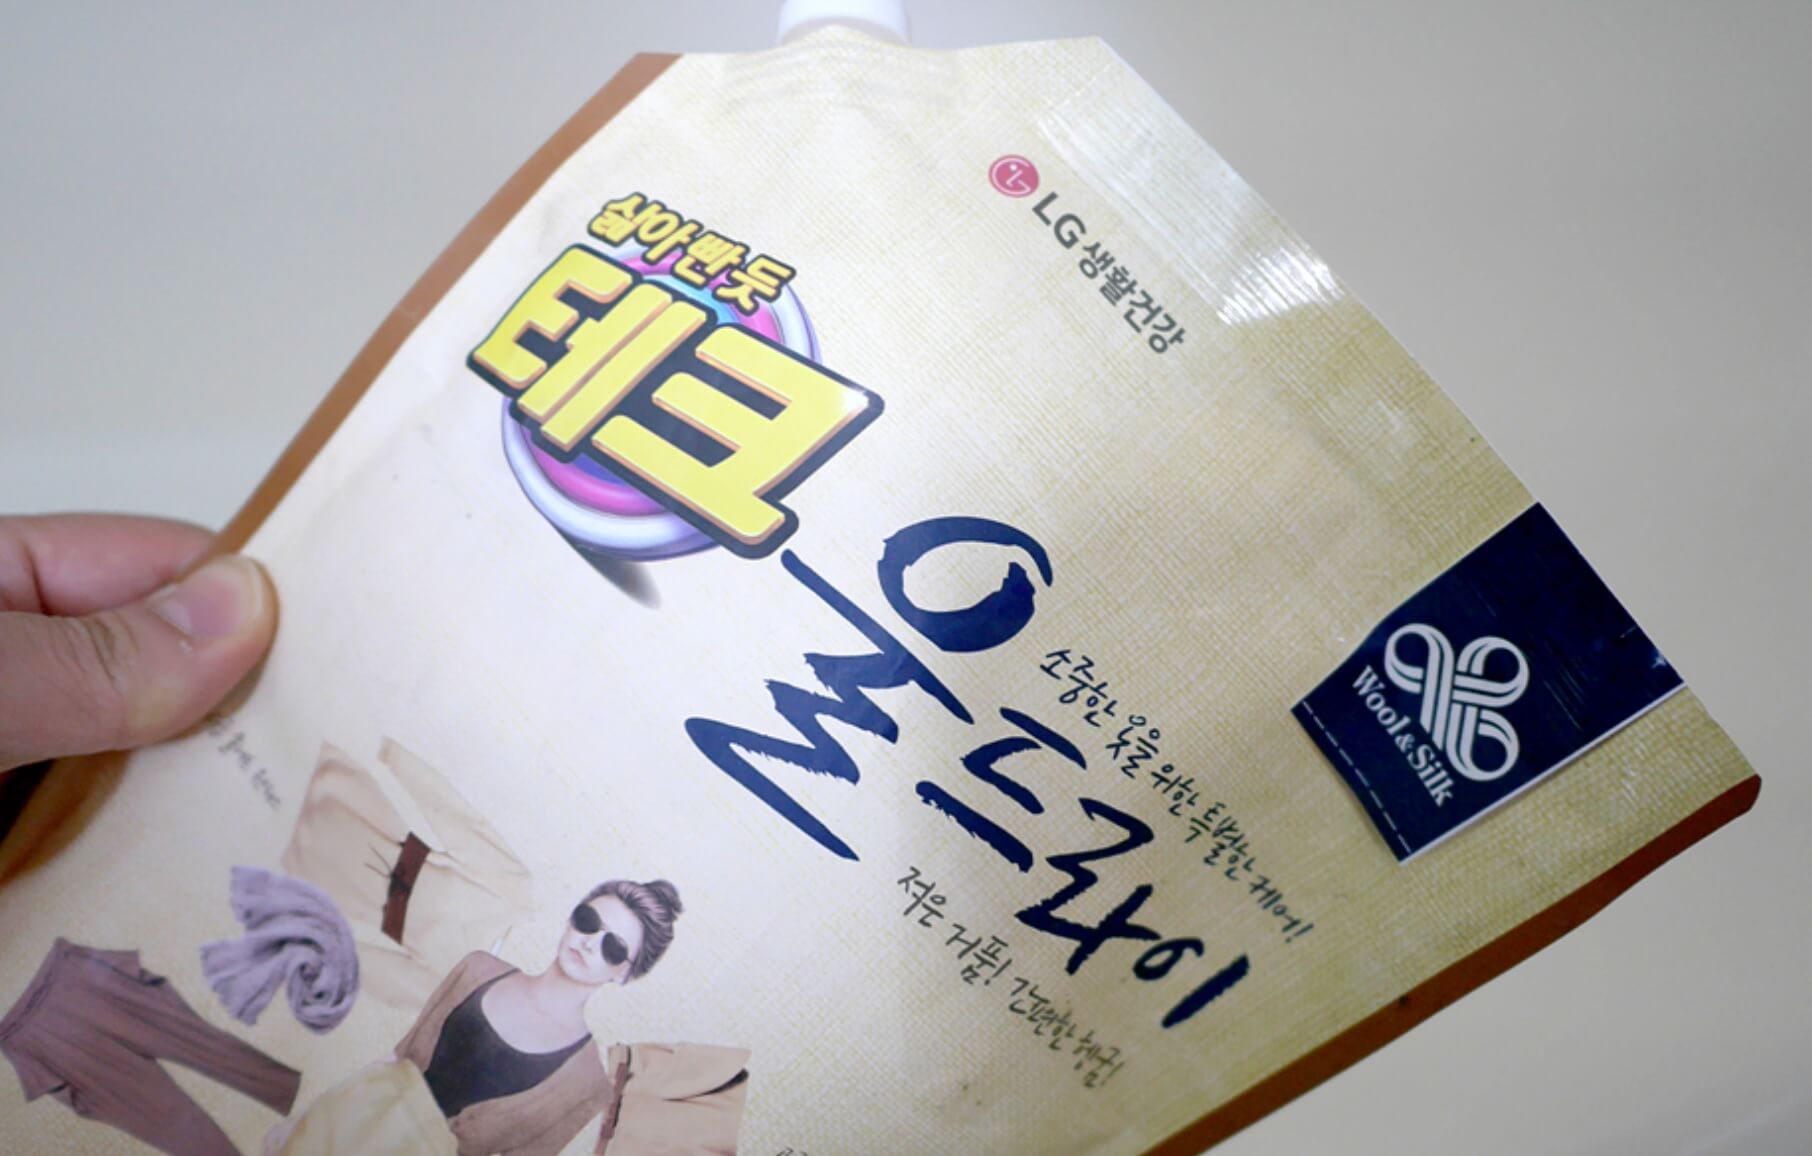 LG생활건강
삶아빤듯
테크
울드라이
소중한 옷을 위한 특별한 케어!
적은 거품! 간편한 헹굼!
Wool&Silk